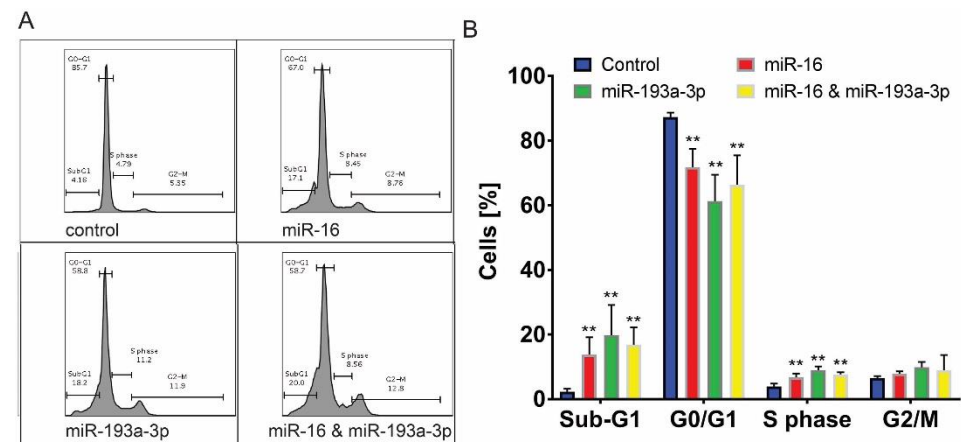 A
G0-G1
85.7
S phase
4.79
SubG1
4.16
G2-M
5.35
control
G0-G1
67.0
S phase
8.45
SubG1
17.1
G2-M
8.76
miR-16
G0-G1
58.8
S phase
11.2
SubG1
18.2
G2-M
11.9
miR-193a-3p
G0-G1
58.7
S phase
8.56
SubG1
20.0
G2-M
12.8
miR-16 & miR-193a-3p
B
Control
miR-16
miR-193a-3p
miR-16 & miR-193a-3p
Cells [%]
100
80
60
40
20
0
** ** **
** ** **
** ** **
Sub-G1 G0/G1 S phase G2/M